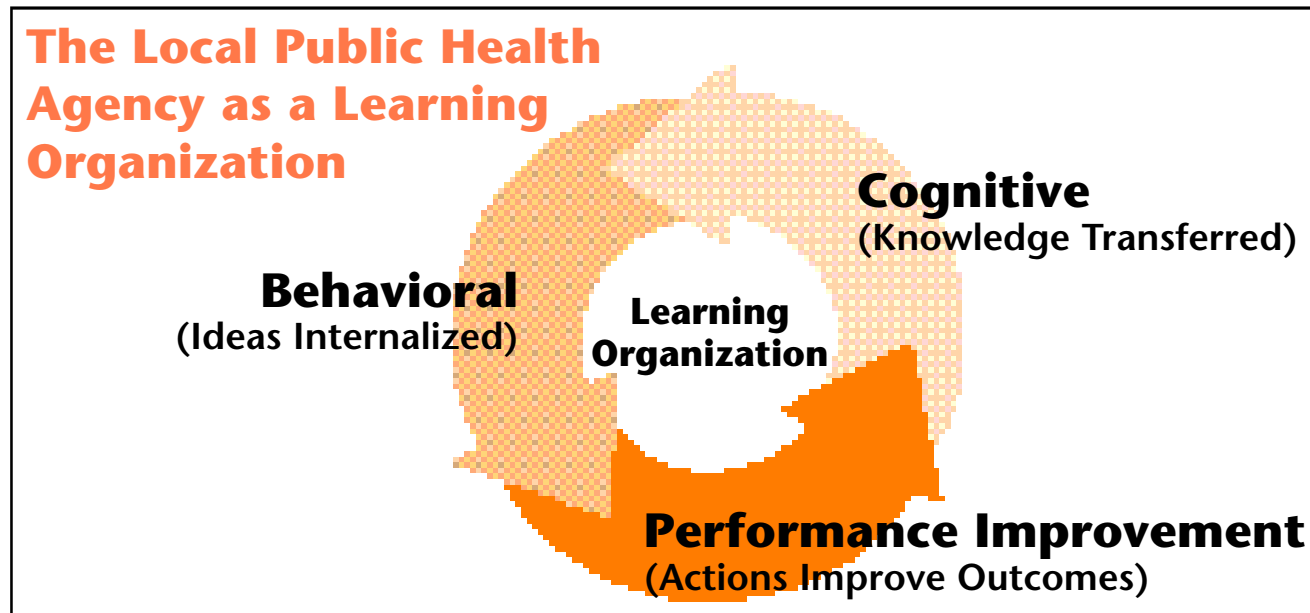 The Local Public Health
Agency as a Learning
Organization
Cognitive
(Knowledge Transferred)
Behavioral
(Ideas Internalized)
Learning
Organization
Performance Improvement
(Actions Improve Outcomes)